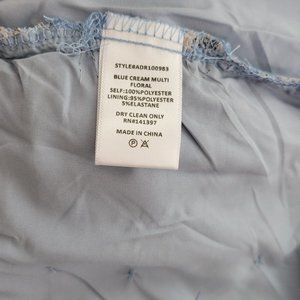 STYLE#ADR100983
BLUE CREAM MULTI
FLORAL
SELF:100%POLYESTER
LINING:95%POLYESTER
5%ELASTANE
DRY CLEAN ONLY
RN#141397
MADE IN CHINA
P